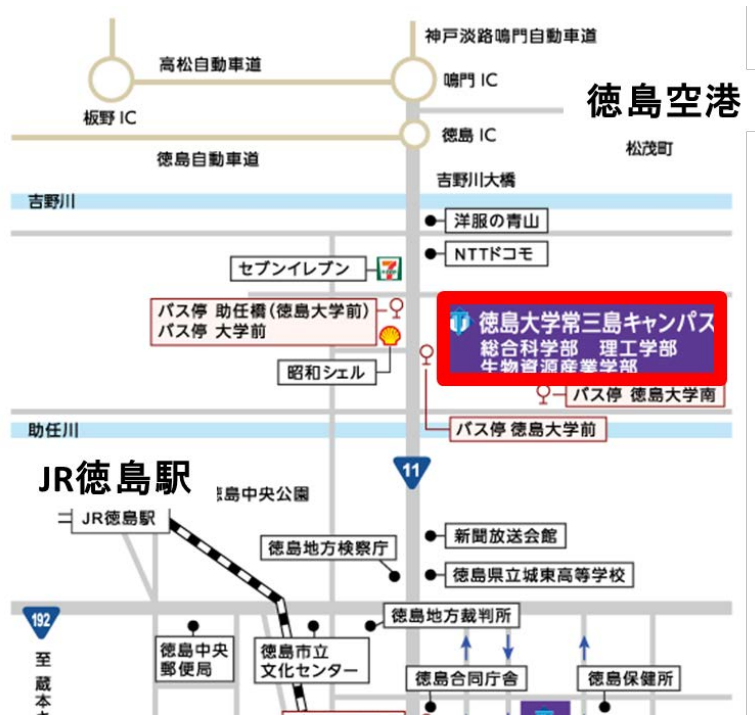 神戸淡路鳴門自動車道
高松自動車道
鳴門 IC
板野 IC
徳島空港
徳島 IC
松茂町
徳島自動車道
吉野川大橋
吉野川
洋服の青山
NTTドコモ
セブンイレブン
バス停 助任橋(徳島大学前)
バス停 大学前
徳島大学常三島キャンパス
総合科学部 理工学部
生物資源産業学部
昭和シェル
バス停 徳島大学南
助任川
バス停 徳島大学前
JR徳島駅
11
徳島中央公園
JR徳島駅
新聞放送会館
徳島地方検察庁
徳島県立城東高等学校
192
徳島地方裁判所
徳島中央
郵便局
徳島市立
文化センター
至蔵本
徳島合同庁舎
徳島保健所